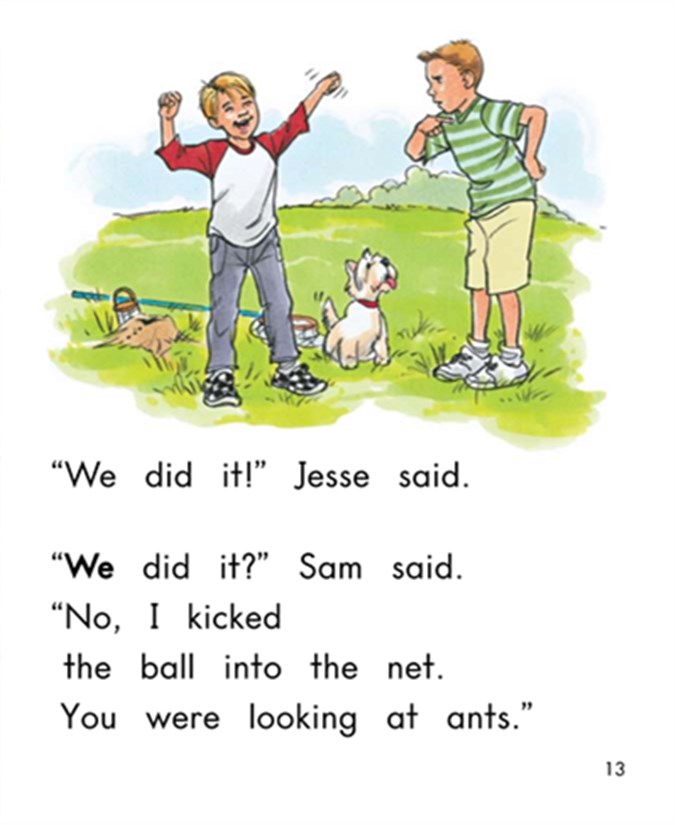 “We did it!” Jesse said.
“We did it?” Sam said.
“No, I kicked
the ball into the net.
You were looking at ants.”
13